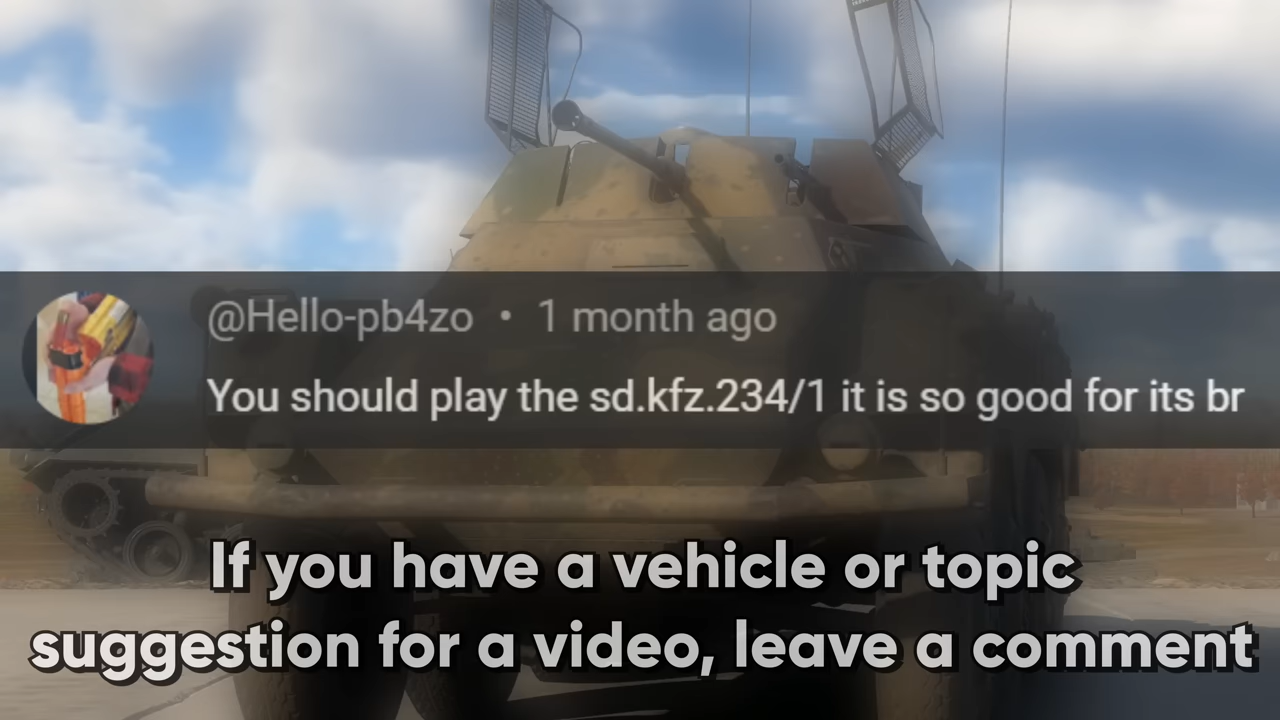 @Hello-pb4zo • 1 month ago
You should play the sd.kfz.234/1 it is so good for its br
If you have a vehicle or topic
suggestion for a video, leave a comment